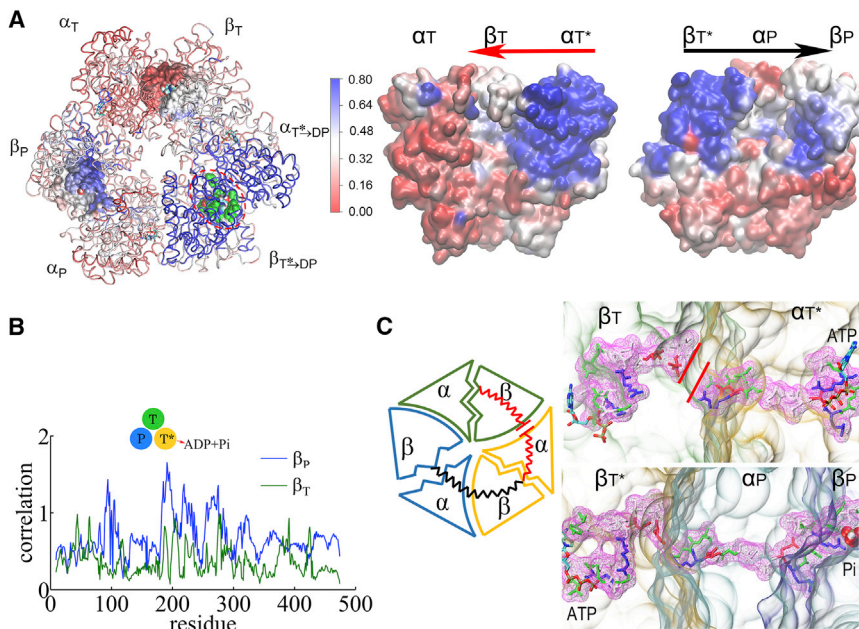 A
αT
βT
βP
αT*→DP
αP
βT*→DP
0.80
0.64
0.48
0.32
0.16
0.00
αT βT αT*
βT* αP βP
B
T
P T* ADP+Pi
βP
βT
correlation
2
1
0
0 100 200 300 400 500
residue
C
α β
β α
α β
βT αT*
ATP
βT* αP βP
ATP Pi